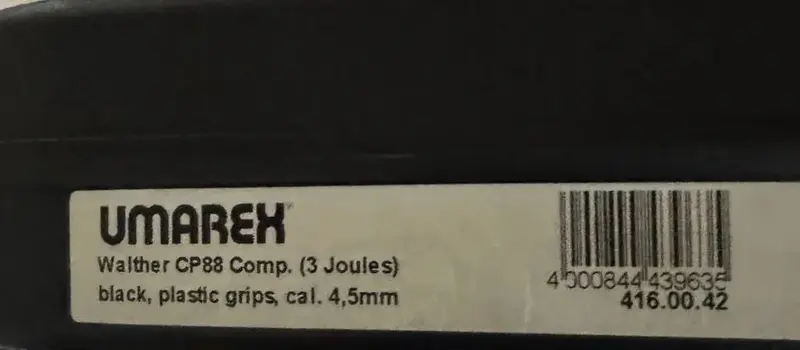 UMAREX
Walther CP88 Comp. (3 Joules)
black, plastic grips, cal. 4,5mm
4 000844 439635
416.00.42